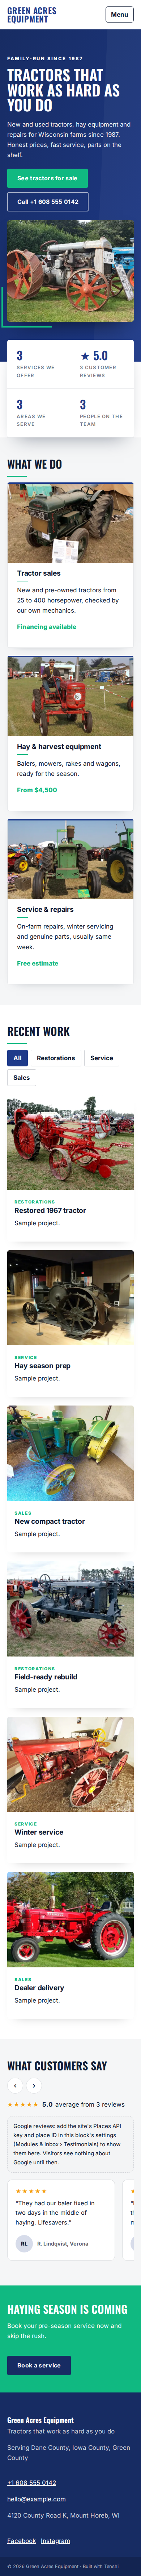 GREEN ACRES
EQUIPMENT
Menu
FAMILY-RUN SINCE 1987
TRACTORS THAT
WORK AS HARD AS
YOU DO
New and used tractors, hay equipment and
repairs for Wisconsin farms since 1987.
Honest prices, fast service, parts on the
shelf.
See tractors for sale
Call +1 608 555 0142
3
SERVICES WE
OFFER
★ 5.0
3 CUSTOMER
REVIEWS
3
AREAS WE
SERVE
3
PEOPLE ON THE
TEAM
WHAT WE DO
Tractor sales
New and pre-owned tractors from
25 to 400 horsepower, checked by
our own mechanics.
Financing available
Hay & harvest equipment
Balers, mowers, rakes and wagons,
ready for the season.
From $4,500
Service & repairs
On-farm repairs, winter servicing
and genuine parts, usually same
week.
Free estimate
RECENT WORK
All
Restorations
Service
Sales
RESTORATIONS
Restored 1967 tractor
Sample project.
SERVICE
Hay season prep
Sample project.
SALES
New compact tractor
Sample project.
RESTORATIONS
Field-ready rebuild
Sample project.
SERVICE
Winter service
Sample project.
SALES
Dealer delivery
Sample project.
WHAT CUSTOMERS SAY
‹ ›
★★★★★ 5.0 average from 3 reviews
Google reviews: add the site's Places API
key and place ID in this block's settings
(Modules & inbox › Testimonials) to show
them here. Visitors see nothing about
Google until then.
★★★★★
“They had our baler fixed in
two days in the middle of
haying. Lifesavers.”
RL
R. Lindqvist, Verona
HAYING SEASON IS COMING
Book your pre-season service now and
skip the rush.
Book a service
Green Acres Equipment
Tractors that work as hard as you do
Serving Dane County, Iowa County, Green
County
+1 608 555 0142
hello@example.com
4120 County Road K, Mount Horeb, WI
Facebook
Instagram
© 2026 Green Acres Equipment · Built with Tenshi